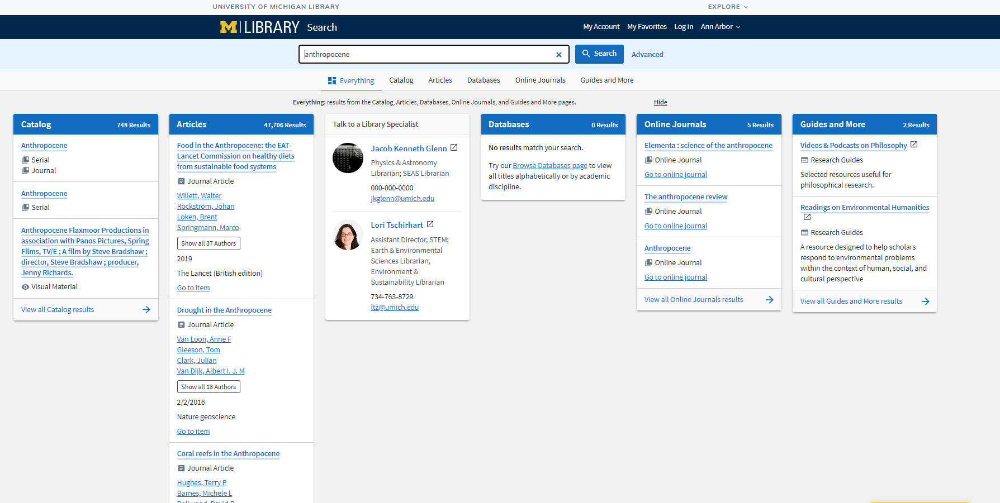 UNIVERSITY OF MICHIGAN LIBRARY
EXPLORE
M LIBRARY Search
My Account My Favorites Log in Ann Arbor
anthropocene
Search
Advanced
Everything Catalog Articles Databases Online Journals Guides and More
Everything: results from the Catalog, Articles, Databases, Online Journals, and Guides and More pages.
Hide
Catalog 748 Results
Anthropocene
Serial
Journal
Anthropocene
Serial
Anthropocene Flaxmoor Productions in
association with Panos Pictures, Spring
Films, TV/E ; A film by Steve Bradshaw ;
director, Steve Bradshaw ; producer,
Jenny Richards.
Visual Material
View all Catalog results
Articles 47,706 Results
Food in the Anthropocene: the EAT–
Lancet Commission on healthy diets
from sustainable food systems
Journal Article
Willett, Walter
Rockström, Johan
Loken, Brent
Springmann, Marco
Show all 37 Authors
2019
The Lancet (British edition)
Go to item
Drought in the Anthropocene
Journal Article
Van Loon, Anne F
Gleeson, Tom
Clark, Julian
Van Dijk, Albert I. J. M
Show all 18 Authors
2/2/2016
Nature geoscience
Go to item
Coral reefs in the Anthropocene
Journal Article
Hughes, Terry P
Barnes, Michele L
Talk to a Library Specialist
Jacob Kenneth Glenn
Physics & Astronomy
Librarian; SEAS Librarian
000-000-0000
jkglenn@umich.edu
Lori Tschirhart
Assistant Director, STEM;
Earth & Environmental
Sciences Librarian,
Environment &
Sustainability Librarian
734-763-8729
ltz@umich.edu
Databases 0 Results
No results match your search.
Try our Browse Databases page to view
all titles alphabetically or by academic
discipline.
Online Journals 5 Results
Elementa : science of the anthropocene
Online Journal
Go to online journal
The anthropocene review
Online Journal
Go to online journal
Anthropocene
Online Journal
Go to online journal
View all Online Journals results
Guides and More 2 Results
Videos & Podcasts on Philosophy
Research Guides
Selected resources useful for
philosophical research.
Readings on Environmental Humanities
Research Guides
A resource designed to help scholars
respond to environmental problems
within the context of human, social, and
cultural perspective
View all Guides and More results